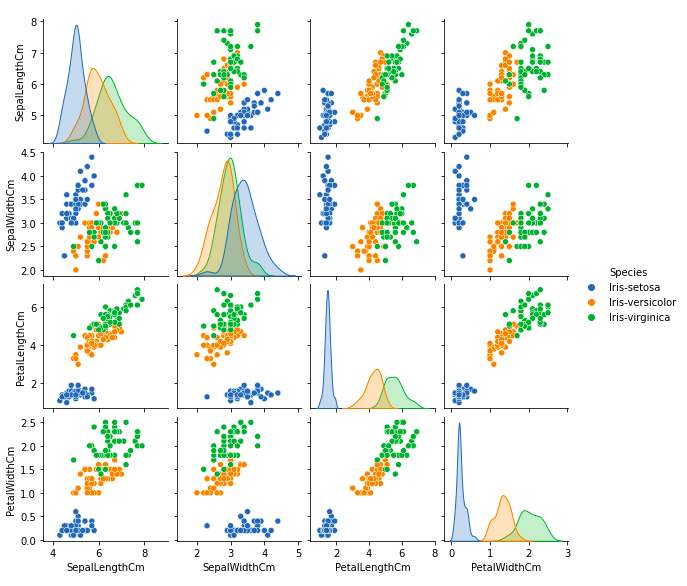 SepalLengthCm
8
7
6
5
SepalWidthCm
4.5
4.0
3.5
3.0
2.5
2.0
Species
Iris-setosa
Iris-versicolor
Iris-virginica
PetalLengthCm
6
4
2
PetalWidthCm
2.5
2.0
1.5
1.0
0.5
0.0
4 6 8
2 3 4 5
2 4 6 8
0 1 2 3
SepalLengthCm
SepalWidthCm
PetalLengthCm
PetalWidthCm